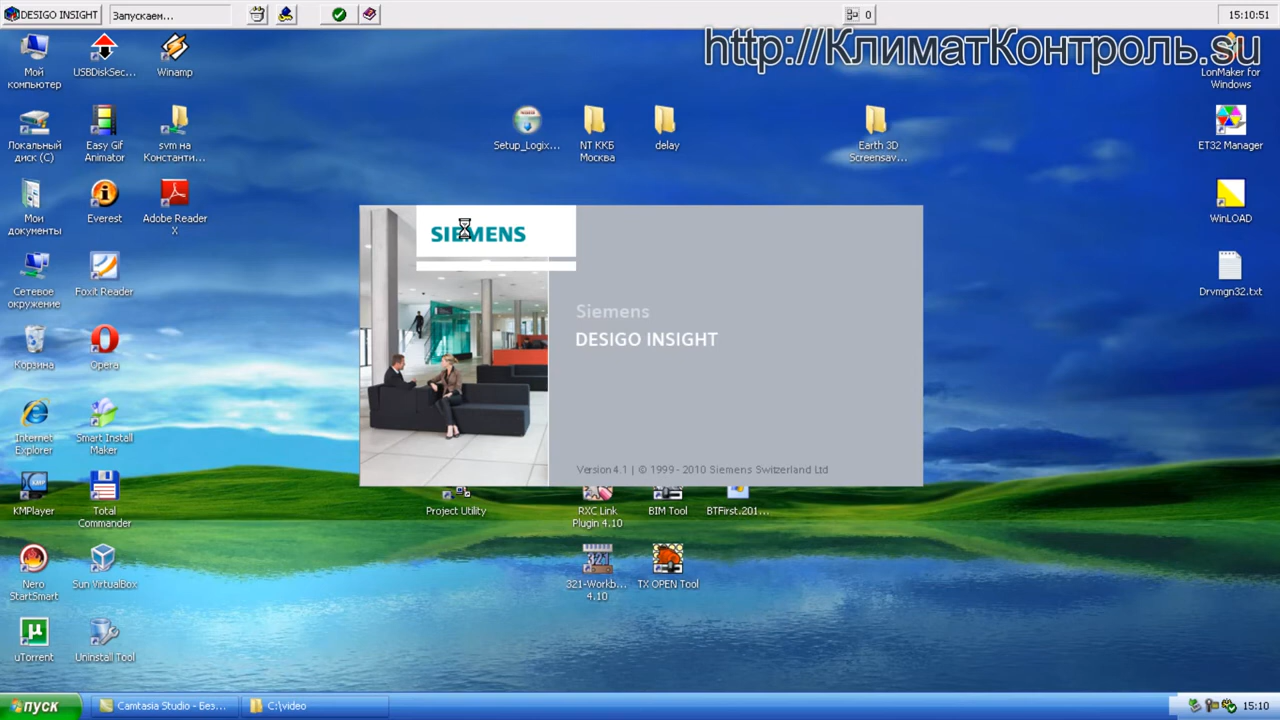 DESIGO INSIGHT
Запускаем...
0
15:10:51
http://КлиматКонтроль.su
Мой
компьютер
USBDiskSec...
Winamp
LonMaker for
Windows
Локальный
диск (C)
Easy Gif
Animator
svm на
Константи...
Setup_Logix...
NT ККБ
Москва
delay
Earth 3D
Screensav...
ET32 Manager
Мои
документы
Everest
Adobe Reader
X
WinLOAD
SIEMENS
Сетевое
окружение
Foxit Reader
Drvmgn32.txt
Siemens
DESIGO INSIGHT
Корзина
Opera
Internet
Explorer
Smart Install
Maker
Version 4.1 | © 1999 - 2010 Siemens Switzerland Ltd
KMPlayer
Total
Commander
Project Utility
RXC Link
Plugin 4.10
BIM Tool
BTFirst.201...
Nero
StartSmart
Sun VirtualBox
321-Workb...
4.10
TX OPEN Tool
uTorrent
Uninstall Tool
пуск
Camtasia Studio - Без...
C:\video
15:10